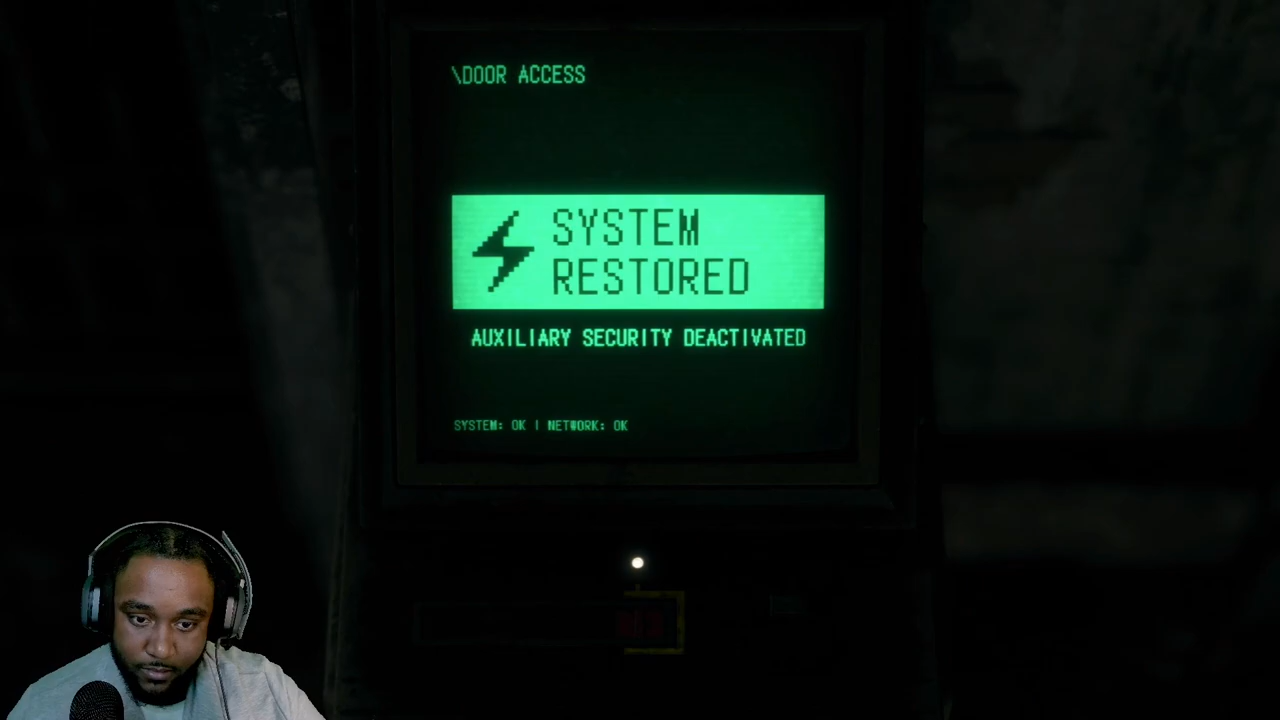 \DOOR ACCESS
SYSTEM
RESTORED
AUXILIARY SECURITY DEACTIVATED
SYSTEM: OK | NETWORK: OK